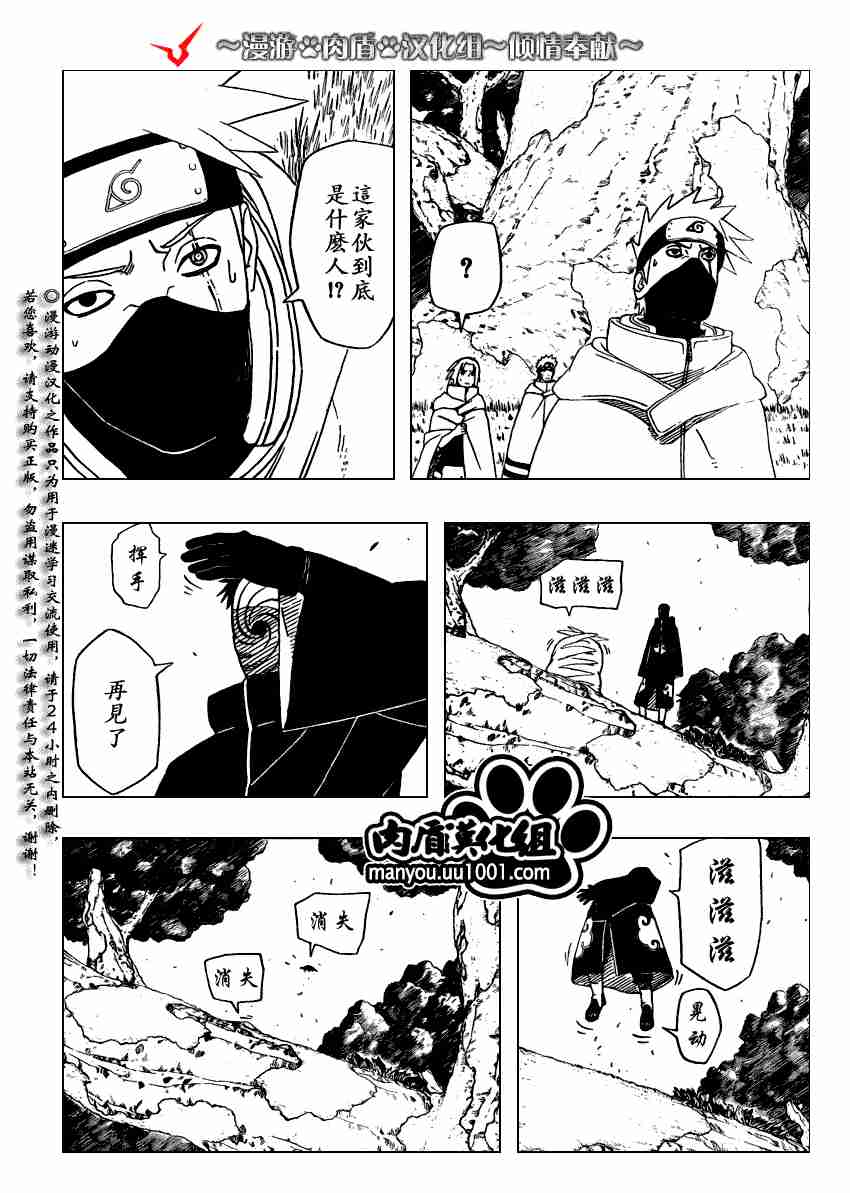 ～漫游 肉盾 汉化组～倾情奉献～
？
這家伙到底
是什麼人!?
滋滋滋
挥手
再見了
滋滋滋
晃动
消失
消失
肉盾漢化组
manyou.uu1001.com
◎漫游动漫汉化之作品只为用于漫迷学习交流使用，请于24小时之内删除，
若您喜欢，请支持购买正版，勿盗用谋取私利，一切法律责任与本站无关，谢谢！